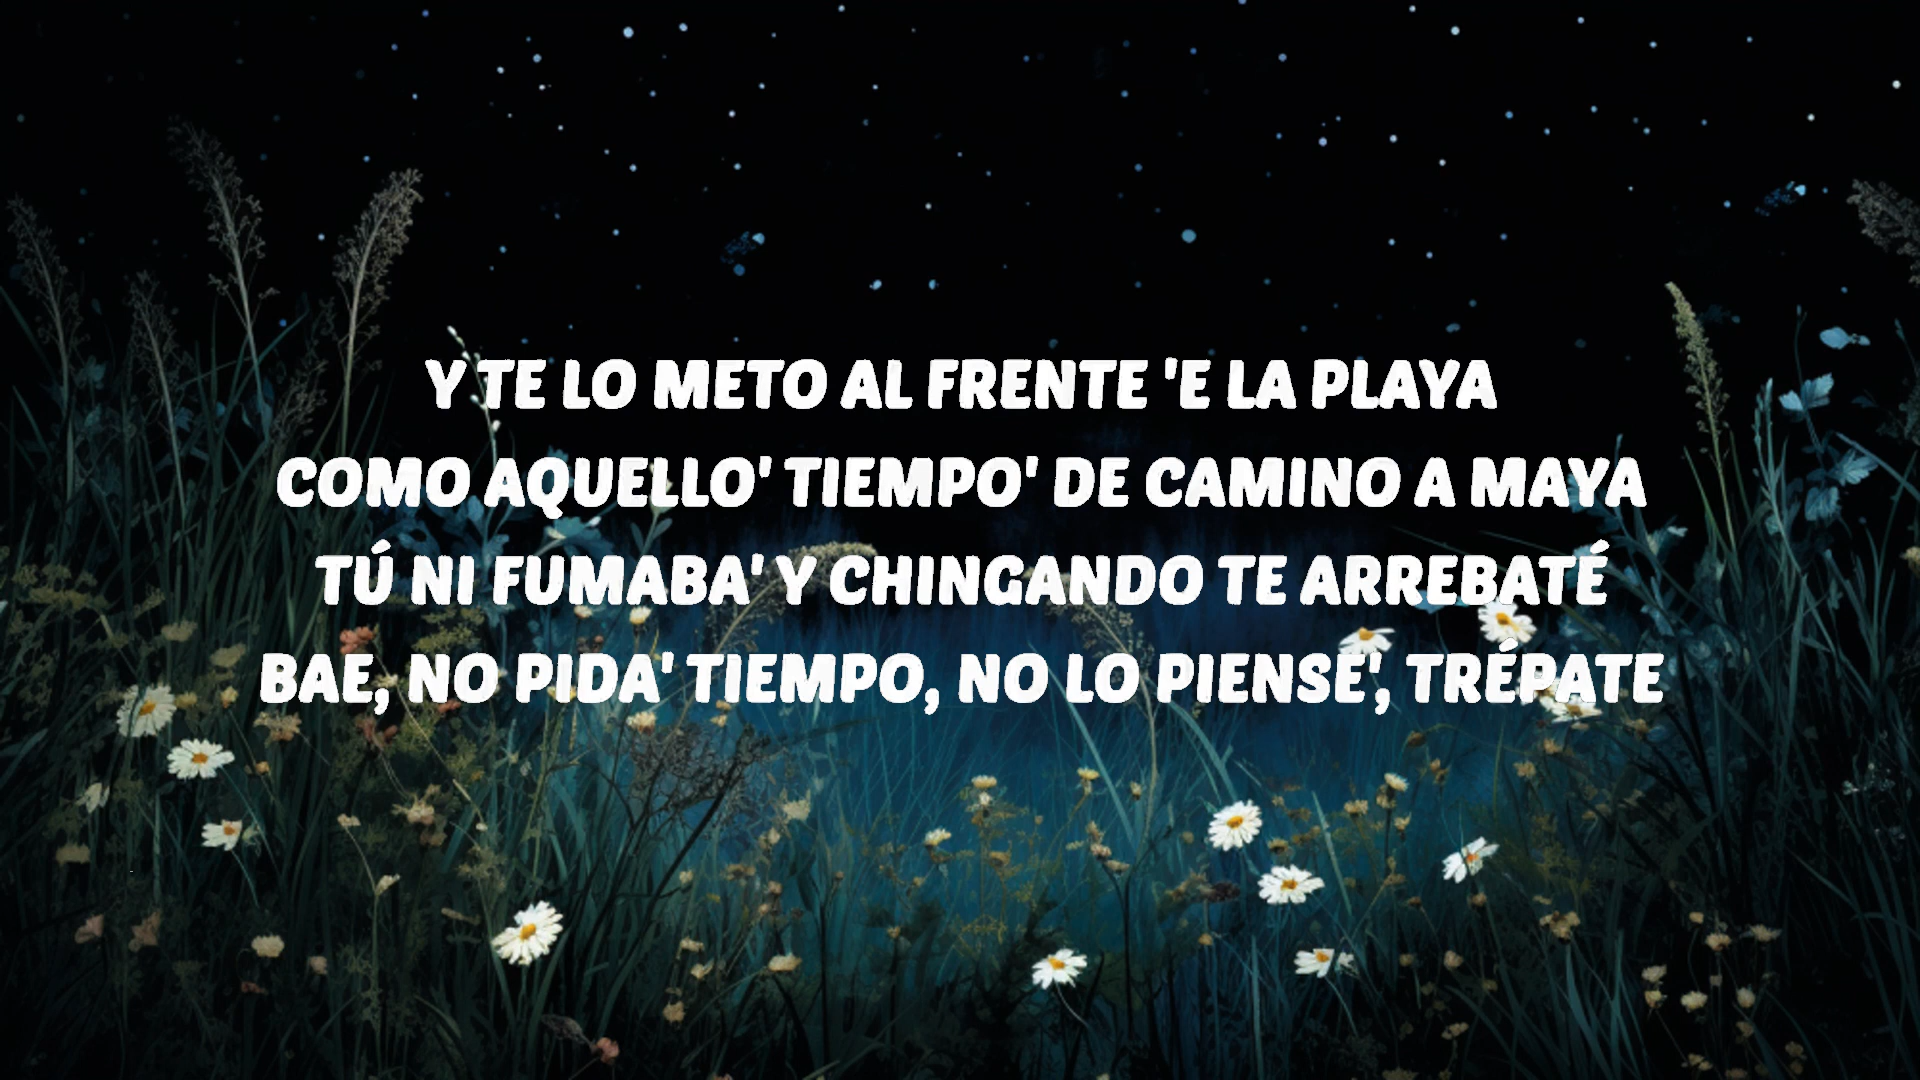 Y TE LO METO AL FRENTE 'E LA PLAYA
COMO AQUELLO' TIEMPO' DE CAMINO A MAYA
TÚ NI FUMABA' Y CHINGANDO TE ARREBATÉ
BAE, NO PIDA' TIEMPO, NO LO PIENSE', TRÉPATE